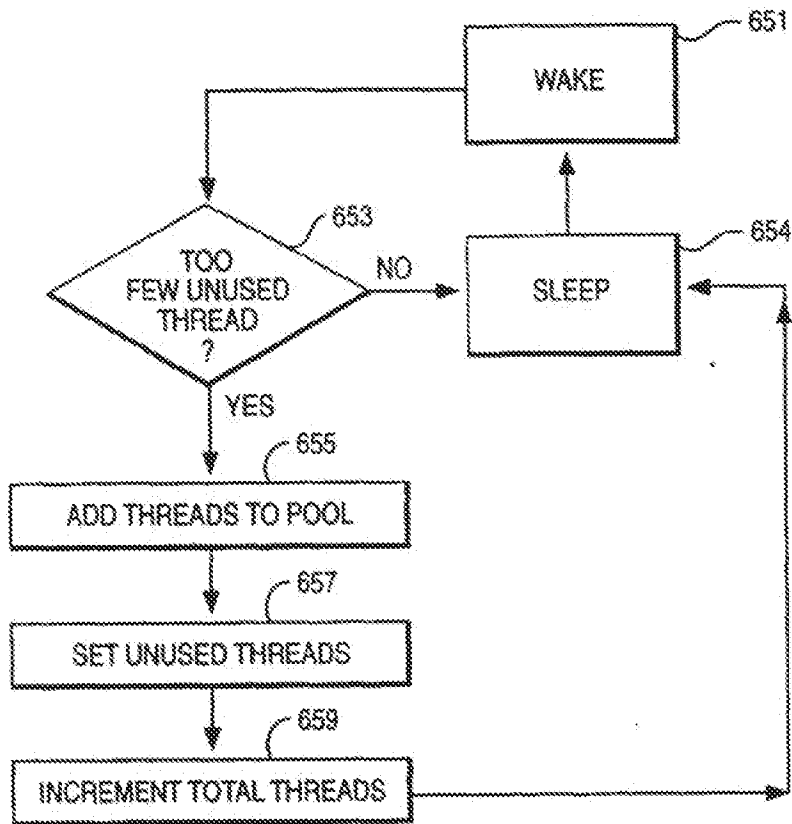 651
WAKE
653
TOO
FEW UNUSED
THREAD
?
NO
654
SLEEP
YES
655
ADD THREADS TO POOL
657
SET UNUSED THREADS
659
INCREMENT TOTAL THREADS